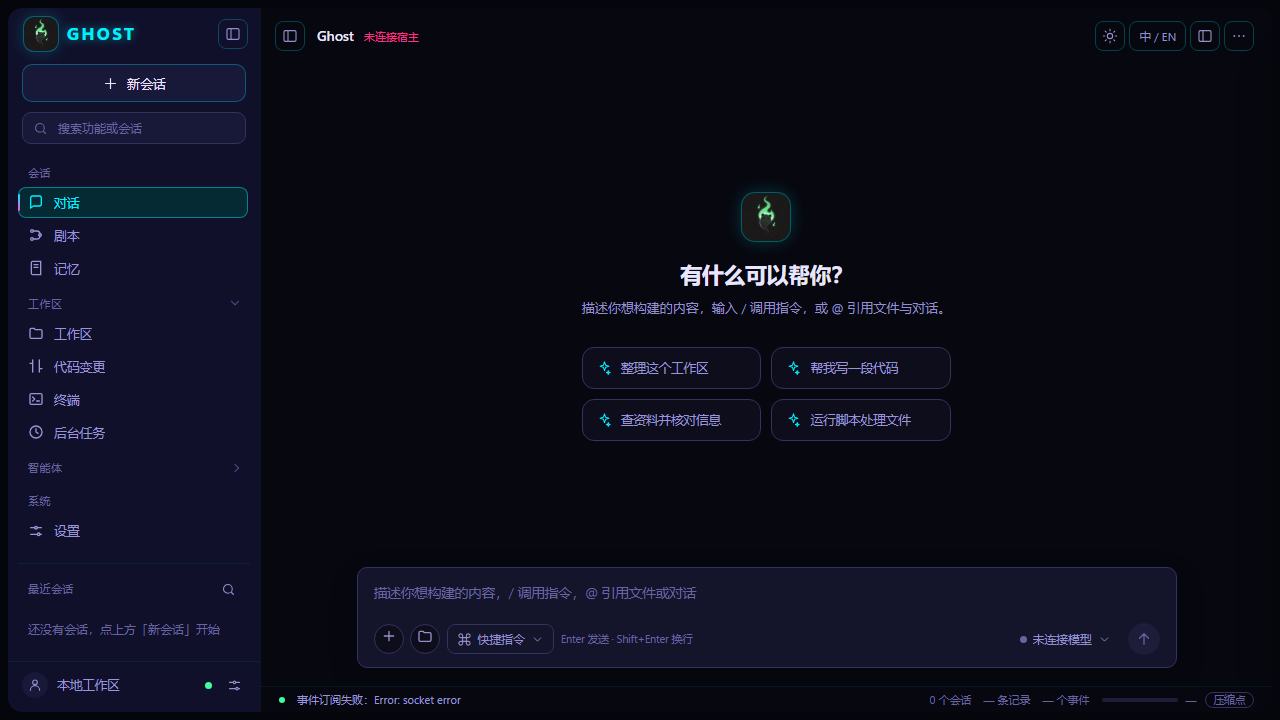 GHOST
新会话
搜索功能或会话
会话
对话
剧本
记忆
工作区
工作区
代码变更
终端
后台任务
智能体
系统
设置
最近会话
还没有会话，点上方「新会话」开始
本地工作区
Ghost 未连接宿主
中 / EN
有什么可以帮你？
描述你想构建的内容，输入 / 调用指令，或 @ 引用文件与对话。
整理这个工作区
帮我写一段代码
查资料并核对信息
运行脚本处理文件
描述你想构建的内容，/ 调用指令，@ 引用文件或对话
快捷指令
Enter 发送 · Shift+Enter 换行
未连接模型
事件订阅失败：Error: socket error
0 个会话 — 条记录 — 个事件 — 压缩点